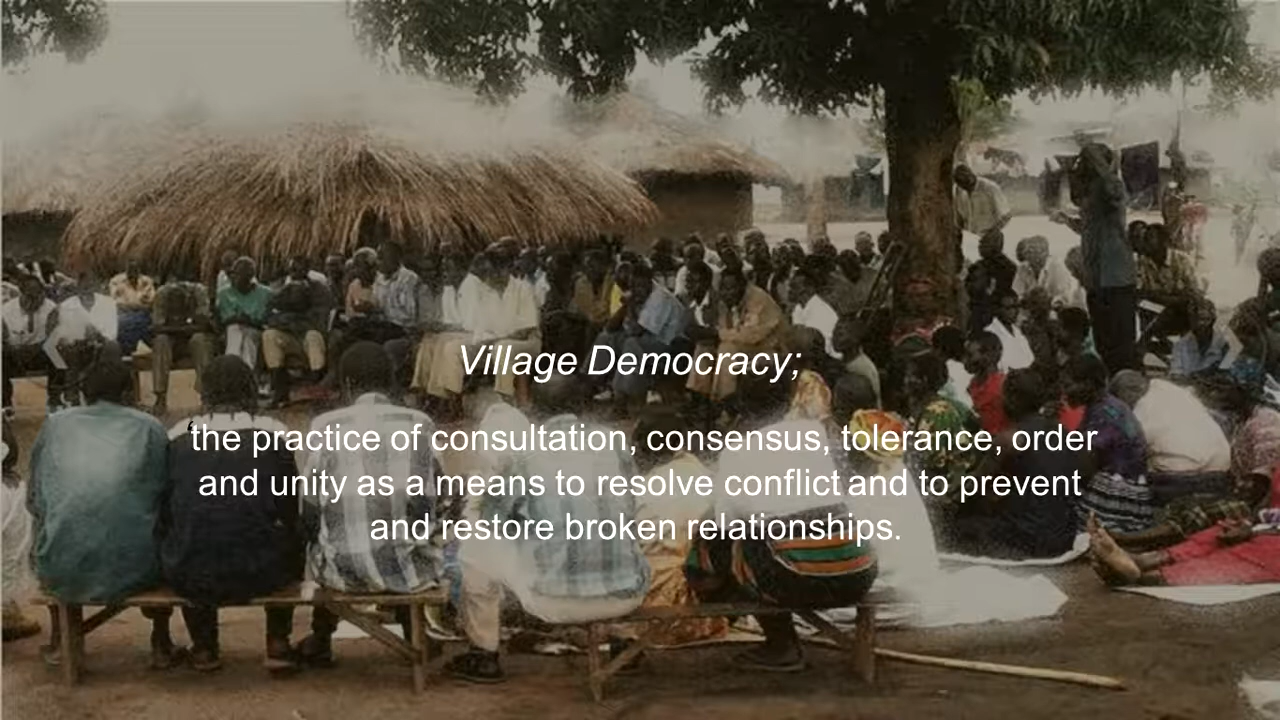 Village Democracy;
the practice of consultation, consensus, tolerance, order
and unity as a means to resolve conflict and to prevent
and restore broken relationships.